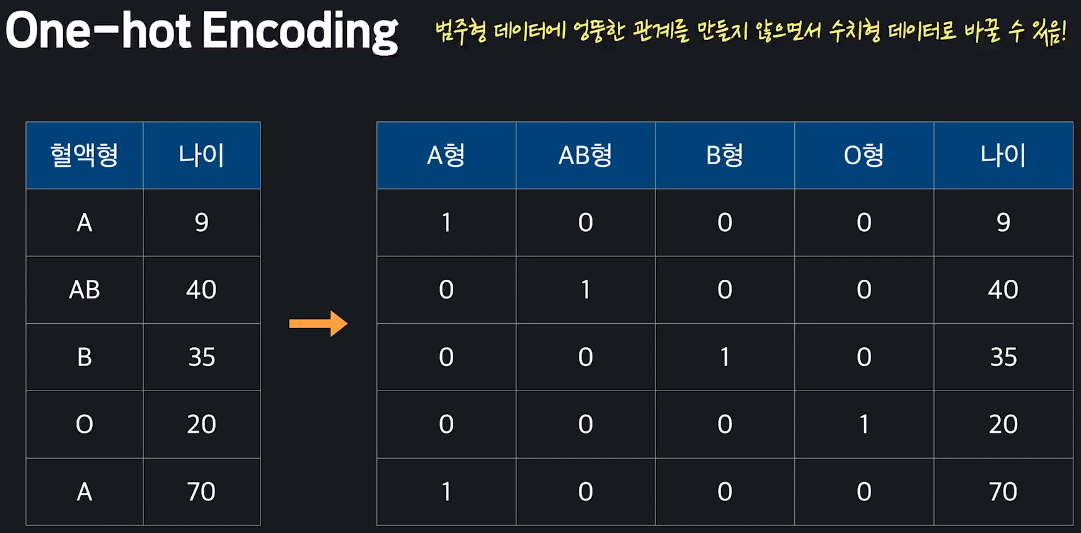 One-hot Encoding 범주형 데이터에 엉뚱한 관계를 만들지 않으면서 수치형 데이터로 바꿀 수 있음!
혈액형 나이
A 9
AB 40
B 35
O 20
A 70
A형 AB형 B형 O형 나이
1 0 0 0 9
0 1 0 0 40
0 0 1 0 35
0 0 0 1 20
1 0 0 0 70